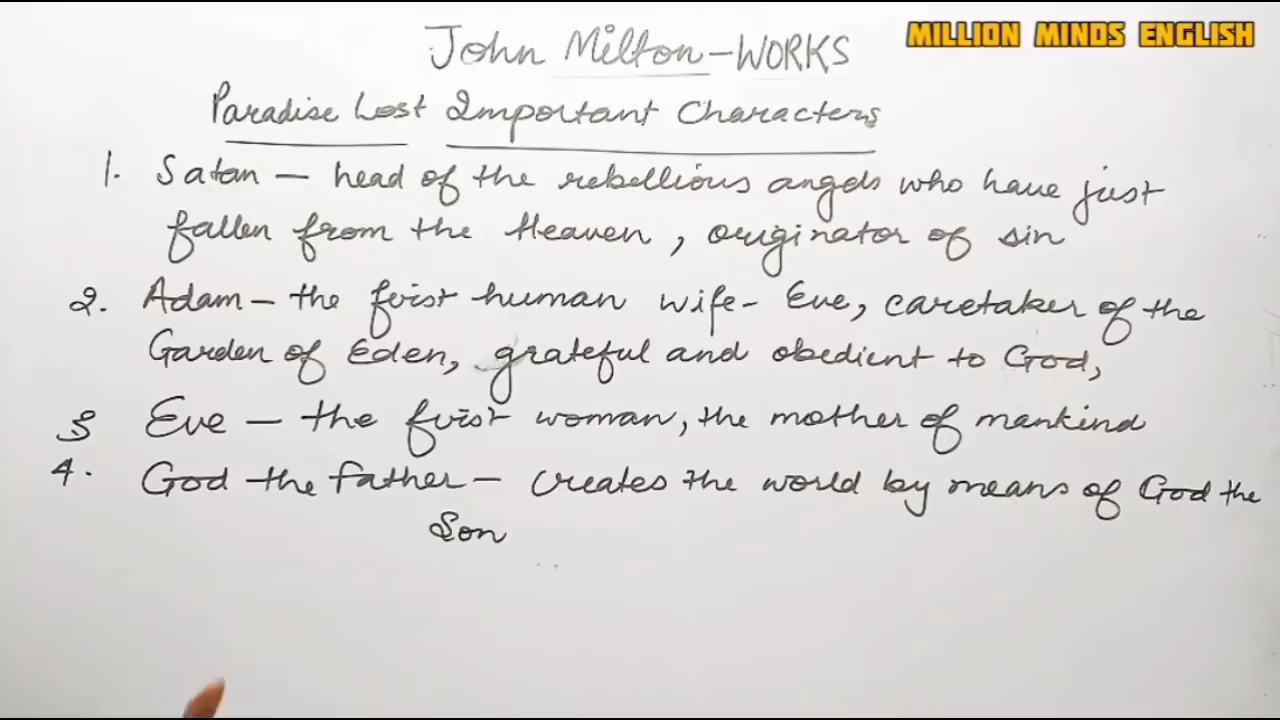 MILLION MINDS ENGLISH
John Milton - WORKS
Paradise Lost Important Characters
1. Satan - head of the rebellious angels who have just
fallen from the Heaven, originator of sin
2. Adam - the first human wife - Eve, caretaker of the
Garden of Eden, grateful and obedient to God,
3 Eve - the first woman, the mother of mankind
4. God the father - creates the world by means of God the
Son